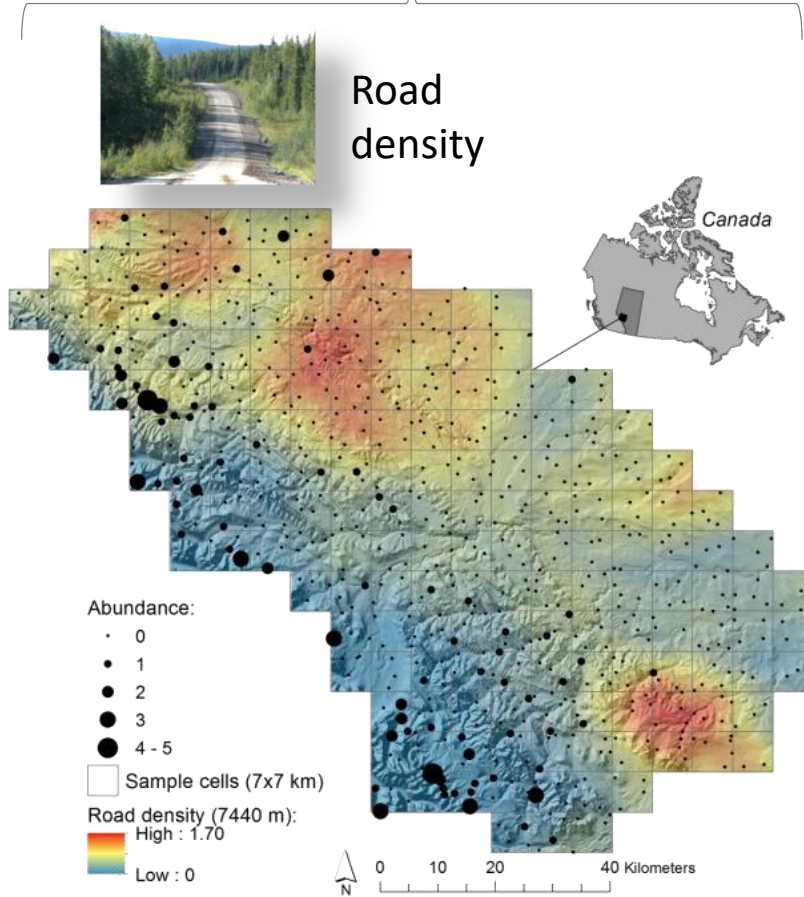 Road
density
Canada
Abundance:
0
1
2
3
4 - 5
Sample cells (7x7 km)
Road density (7440 m):
High : 1.70
Low : 0
N
0 10 20 40 Kilometers